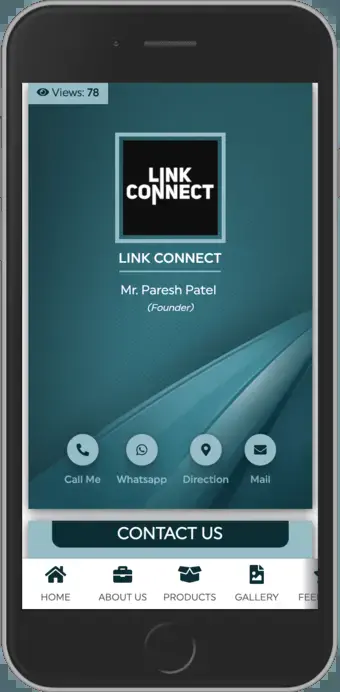 Views: 78
LINK
CONNECT
LINK CONNECT
Mr. Paresh Patel
(Founder)
Call Me Whatsapp Direction Mail
CONTACT US
HOME ABOUT US PRODUCTS GALLERY